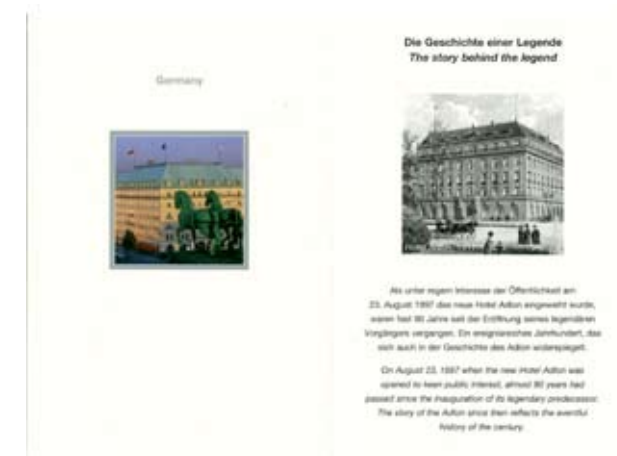 Germany
Die Geschichte einer Legende
The story behind the legend
Als unter regem Interesse der Öffentlichkeit am
23. August 1997 das neue Hotel Adlon eingeweiht wurde,
waren fast 90 Jahre seit der Eröffnung seines legendären
Vorgängers vergangen. Ein ereignisreiches Jahrhundert, das
sich auch in der Geschichte des Adlon widerspiegelt.
On August 23, 1997 when the new Hotel Adlon was
opened to keen public interest, almost 90 years had
passed since the inauguration of its legendary predecessor.
The story of the Adlon since then reflects the eventful
history of the century.